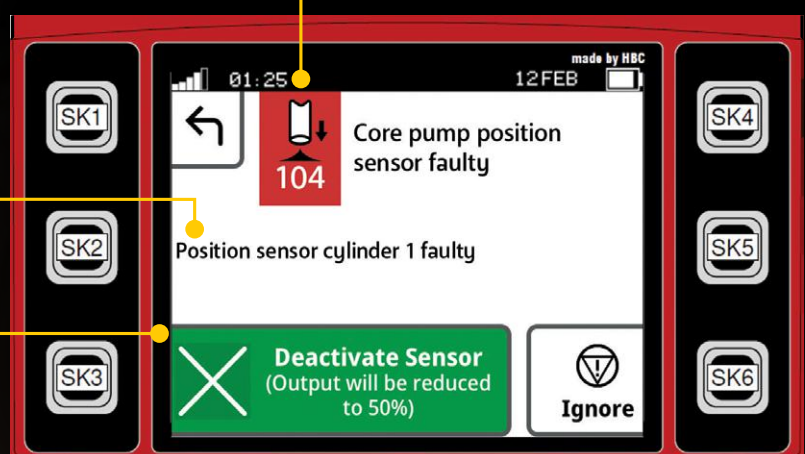 made by HBC
01:25
12FEB
SK1
SK4
Core pump position
sensor faulty
104
SK2
Position sensor cylinder 1 faulty
SK5
SK3
Deactivate Sensor
(Output will be reduced
to 50%)
Ignore
SK6